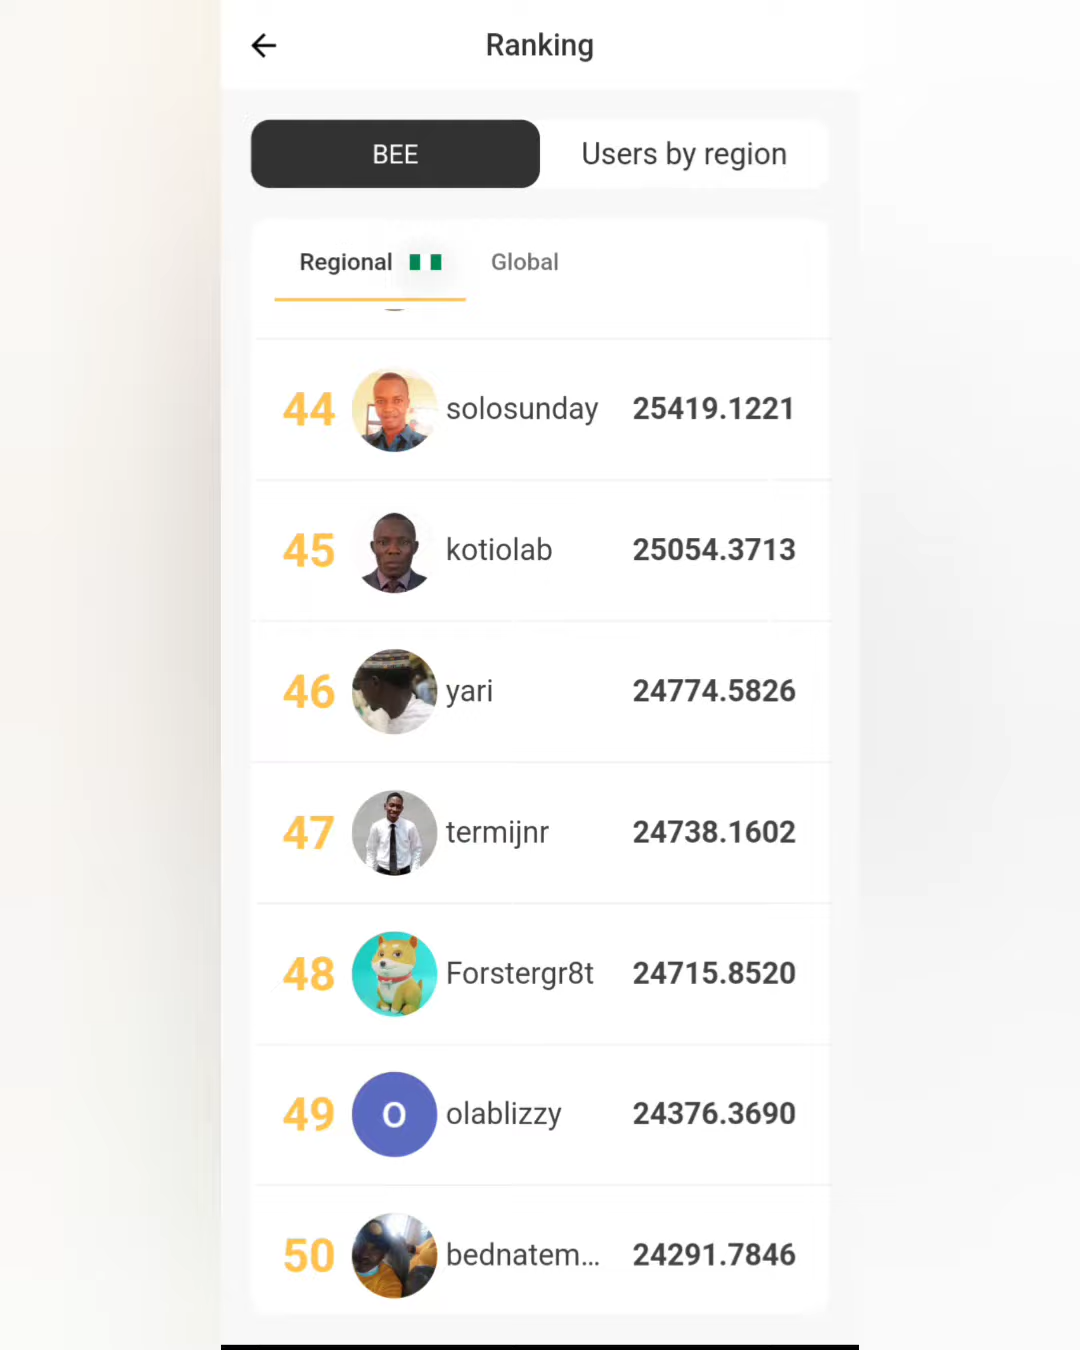 Ranking
BEE
Users by region
Regional Global
44 solosunday 25419.1221
45 kotiolab 25054.3713
46 yari 24774.5826
47 termijnr 24738.1602
48 Forstergr8t 24715.8520
49 O olablizzy 24376.3690
50 bednatem... 24291.7846